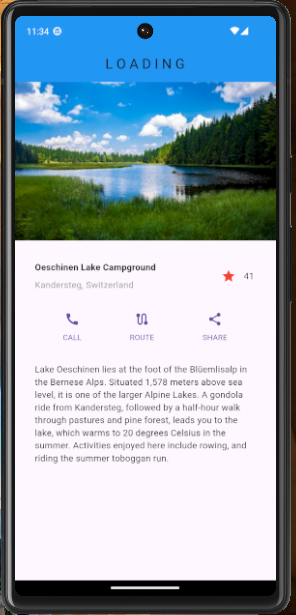 11:34
LOADING
Oeschinen Lake Campground
Kandersteg, Switzerland
41
CALL
ROUTE
SHARE
Lake Oeschinen lies at the foot of the Blüemlisalp in
the Bernese Alps. Situated 1,578 meters above sea
level, it is one of the larger Alpine Lakes. A gondola
ride from Kandersteg, followed by a half-hour walk
through pastures and pine forest, leads you to the
lake, which warms to 20 degrees Celsius in the
summer. Activities enjoyed here include rowing, and
riding the summer toboggan run.